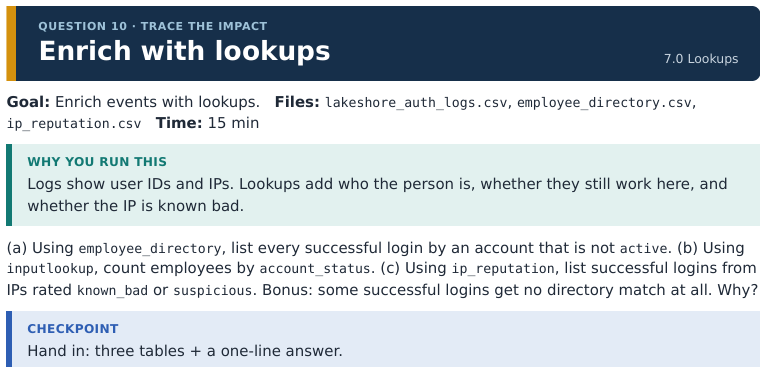 QUESTION 10 · TRACE THE IMPACT
Enrich with lookups
7.0 Lookups
Goal: Enrich events with lookups. Files: lakeshore_auth_logs.csv, employee_directory.csv,
ip_reputation.csv Time: 15 min
WHY YOU RUN THIS
Logs show user IDs and IPs. Lookups add who the person is, whether they still work here, and
whether the IP is known bad.
(a) Using employee_directory, list every successful login by an account that is not active. (b) Using
inputlookup, count employees by account_status. (c) Using ip_reputation, list successful logins from
IPs rated known_bad or suspicious. Bonus: some successful logins get no directory match at all. Why?
CHECKPOINT
Hand in: three tables + a one-line answer.